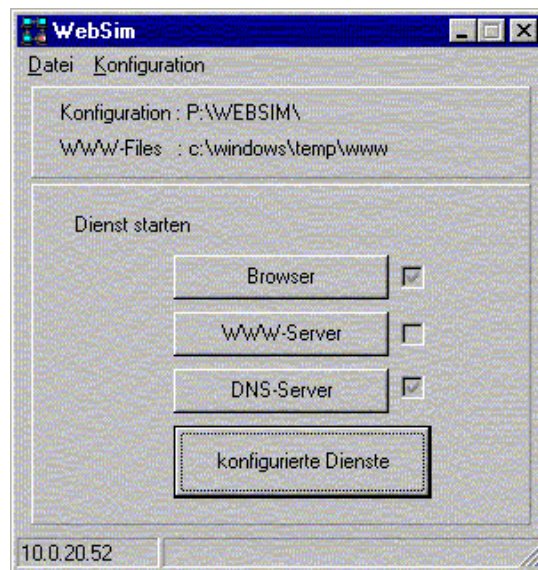 WebSim
Datei Konfiguration
Konfiguration : P:\WEBSIM\
WWW-Files : c:\windows\temp\www
Dienst starten
Browser
WWW-Server
DNS-Server
konfigurierte Dienste
10.0.20.52